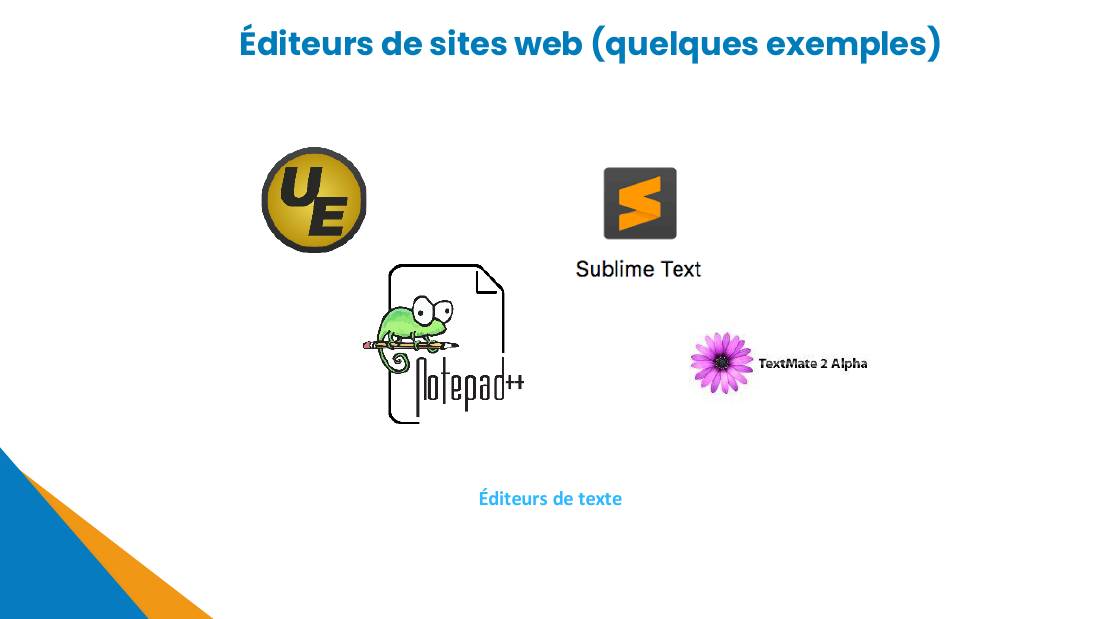 Éditeurs de sites web (quelques exemples)
UE
Sublime Text
Notepad++
TextMate 2 Alpha
Éditeurs de texte